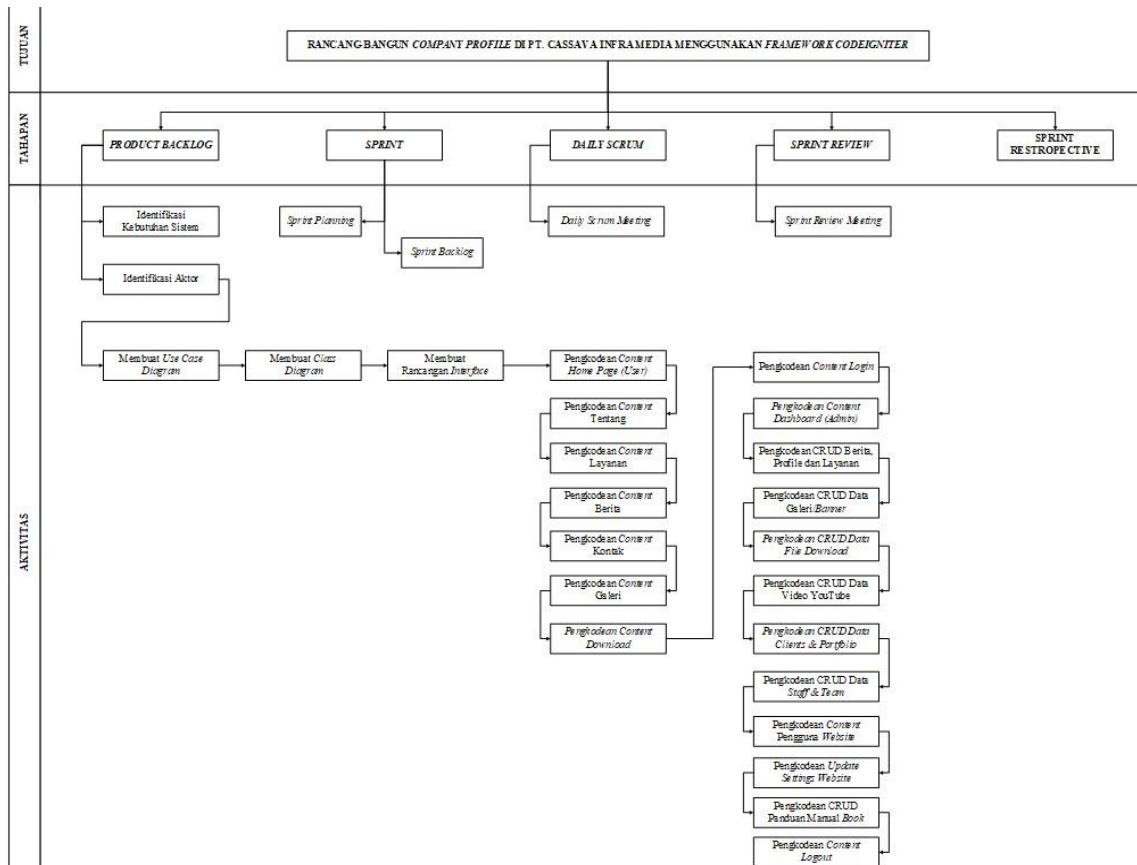 TUJUAN
RANCANG BANGUN COMPANY PROFILE DI PT. CASSAVA INFRAMEDIA MENGGUNAKAN FRAMEWORK CODEIGNITER
TAHAPAN
PRODUCT BACKLOG
SPRINT
DAILY SCRUM
SPRINT REVIEW
SPRINT
RESTROPECTIVE
AKTIVITAS
Identifikasi
Kebutuhan Sistem
Sprint Planning
Daily Scrum Meeting
Sprint Review Meeting
Sprint Backlog
Identifikasi Aktor
Membuat Use Case
Diagram
Membuat Class
Diagram
Membuat
Rancangan Interface
Pengkodean Content
Home Page (User)
Pengkodean Content
Tentang
Pengkodean Content
Layanan
Pengkodean Content
Berita
Pengkodean Content
Kontak
Pengkodean Content
Galeri
Pengkodean Content
Download
Pengkodean Content Login
Pengkodean Content
Dashboard (Admin)
Pengkodean CRUD Berita,
Profile dan Layanan
Pengkodean CRUD Data
Galeri/Banner
Pengkodean CRUD Data
File Download
Pengkodean CRUD Data
Video YouTube
Pengkodean CRUD Data
Clients & Portfolio
Pengkodean CRUD Data
Staff & Team
Pengkodean Content
Pengguna Website
Pengkodean Update
Settings Website
Pengkodean CRUD
Panduan Manual Book
Pengkodean Content
Logout